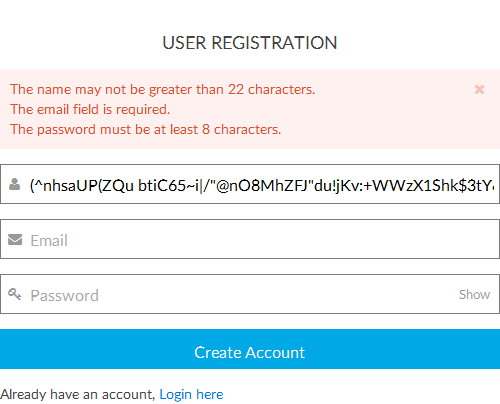 USER REGISTRATION
The name may not be greater than 22 characters.
The email field is required.
The password must be at least 8 characters.
(^nhsaUP(ZQu btiC65~i|/"@nO8MhZFJ"du!jKv:+WWzX1Shk$3tY
Email
Password Show
Create Account
Already have an account, Login here